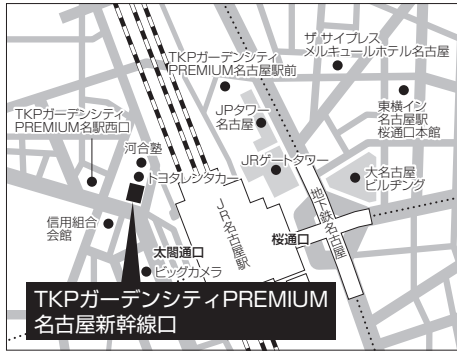 ザ サイプレス
メルキュールホテル名古屋
TKPガーデンシティ
PREMIUM名古屋駅前
JPタワー
名古屋
東横イン
名古屋駅
桜通口本館
TKPガーデンシティ
PREMIUM名駅西口
河合塾
トヨタレンタカー
JRゲートタワー
大名古屋
ビルヂング
地下鉄名古屋
JR名古屋駅
信用組合
会館
太閤通口
桜通口
ビッグカメラ
TKPガーデンシティPREMIUM
名古屋新幹線口